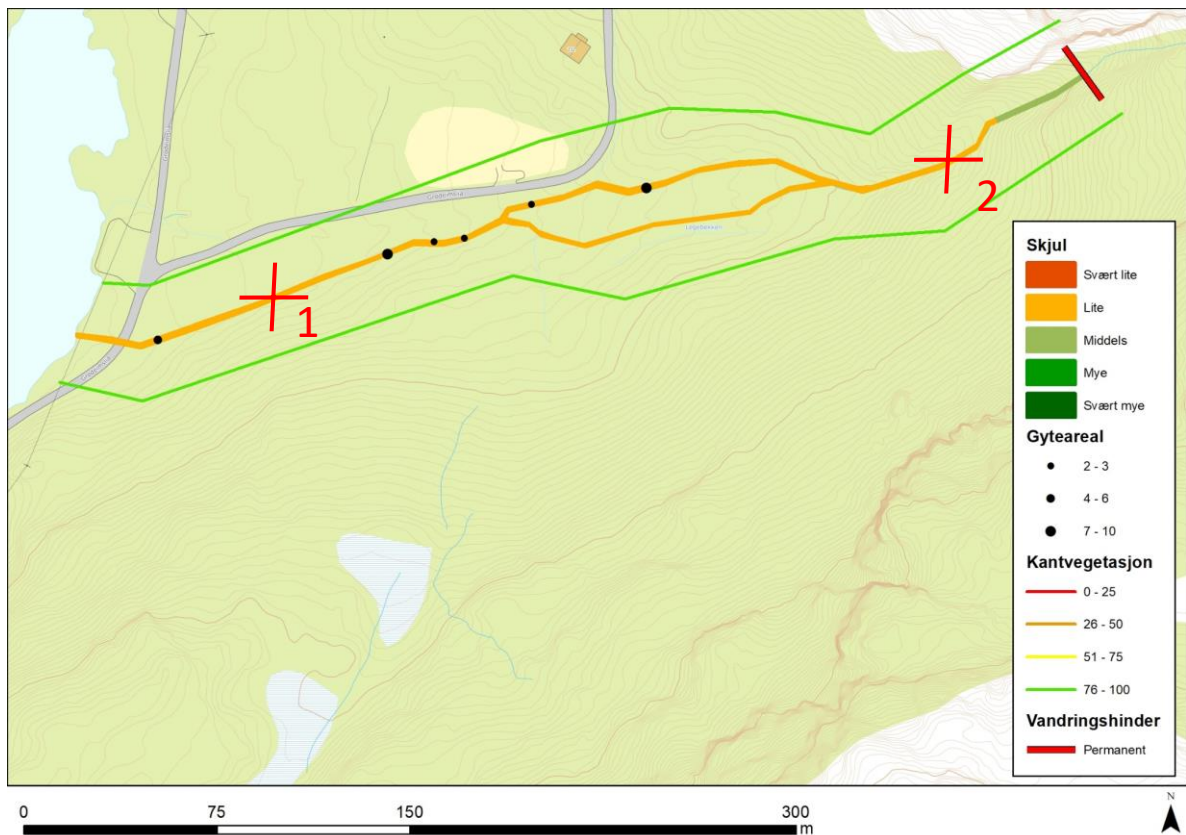 1
2
Skjul
Svært lite
Lite
Middels
Mye
Svært mye
Gyteareal
2 - 3
4 - 6
7 - 10
Kantvegetasjon
0 - 25
26 - 50
51 - 75
76 - 100
Vandringshinder
Permanent
0 75 150 300
m
N